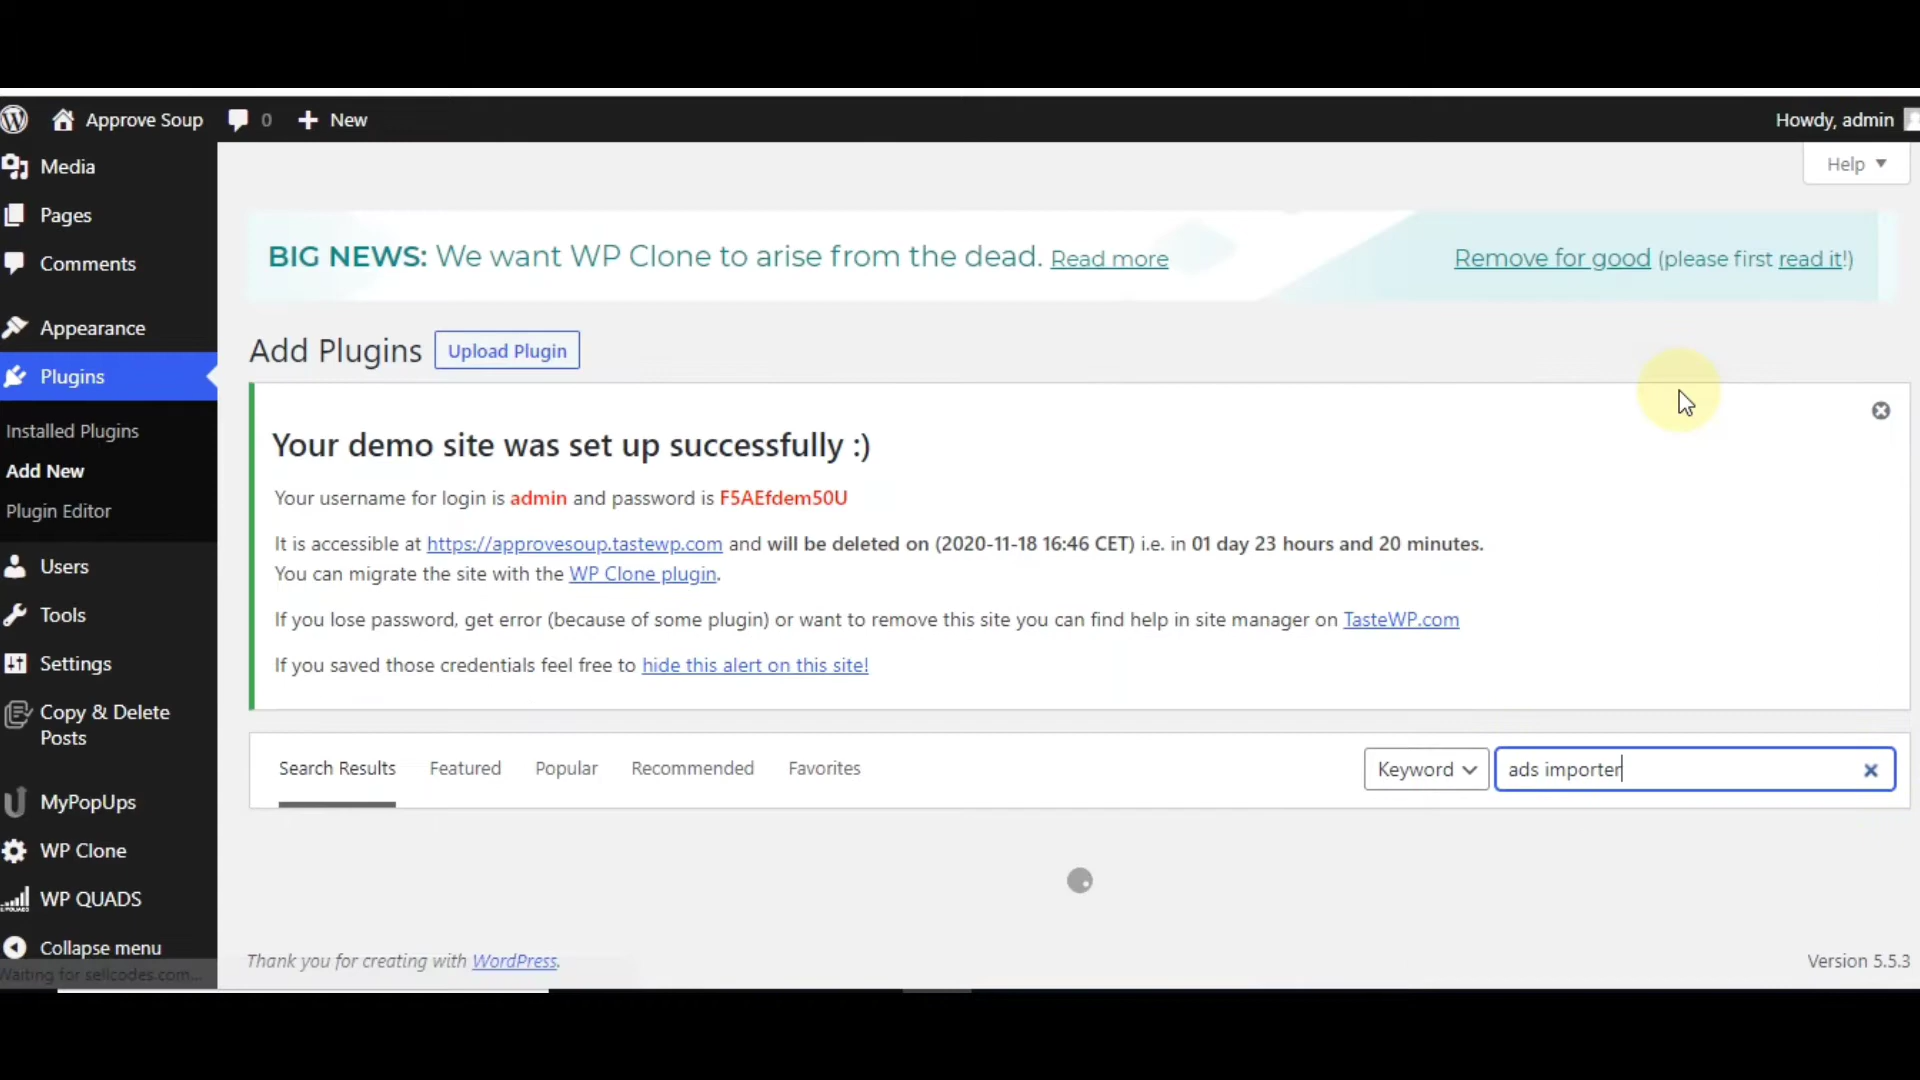 Approve Soup 0 New Howdy, admin
Media
Pages
Comments
Appearance
Plugins
Installed Plugins
Add New
Plugin Editor
Users
Tools
Settings
Copy & Delete
Posts
MyPopUps
WP Clone
WP QUADS
Collapse menu
Waiting for sellcodes.com...
Help
BIG NEWS: We want WP Clone to arise from the dead. Read more Remove for good (please first read it!)
Add Plugins Upload Plugin
Your demo site was set up successfully :)
Your username for login is admin and password is F5AEfdem50U
It is accessible at https://approvesoup.tastewp.com and will be deleted on (2020-11-18 16:46 CET) i.e. in 01 day 23 hours and 20 minutes.
You can migrate the site with the WP Clone plugin.
If you lose password, get error (because of some plugin) or want to remove this site you can find help in site manager on TasteWP.com
If you saved those credentials feel free to hide this alert on this site!
Search Results Featured Popular Recommended Favorites Keyword ads importer
Thank you for creating with WordPress. Version 5.5.3